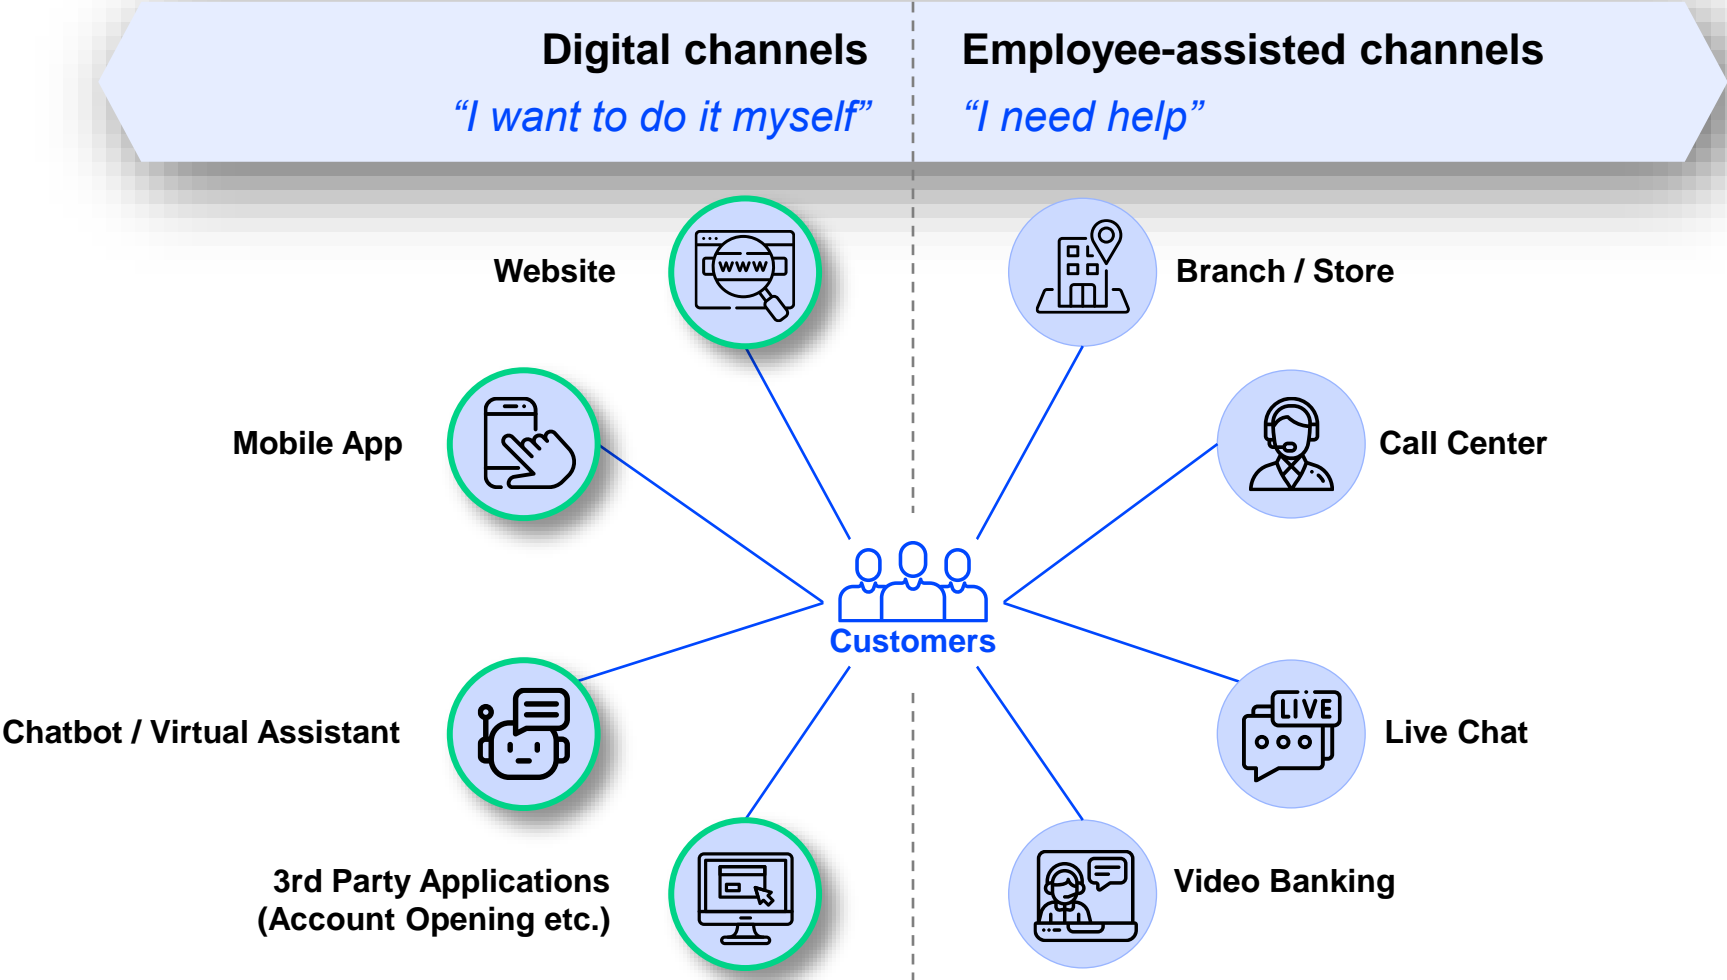 Digital channels
“I want to do it myself”
Employee-assisted channels
“I need help”
Website
www
Branch / Store
Mobile App
Call Center
Customers
Chatbot / Virtual Assistant
LIVE
Live Chat
3rd Party Applications
(Account Opening etc.)
Video Banking